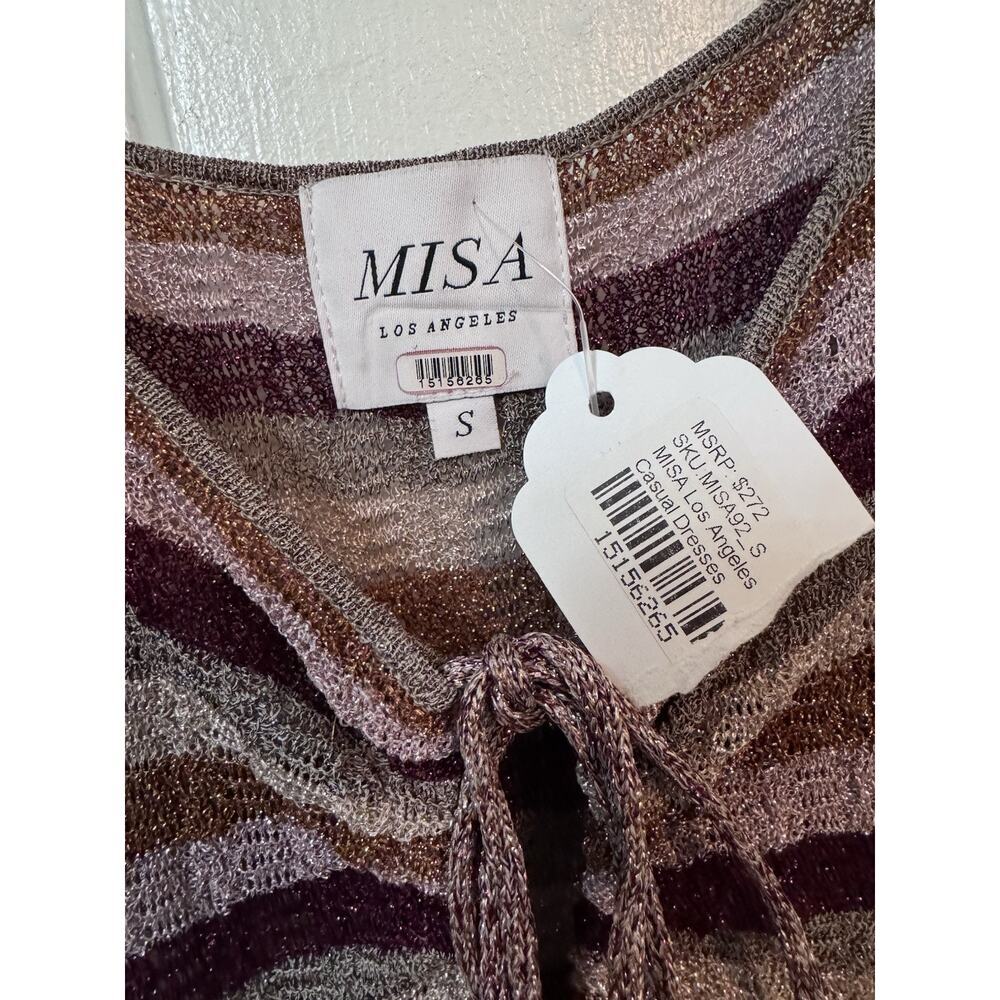 MISA
LOS ANGELES
15156265
S
MSRP: $272
SKU MISA92_S
MISA Los Angeles
Casual Dresses
15156265